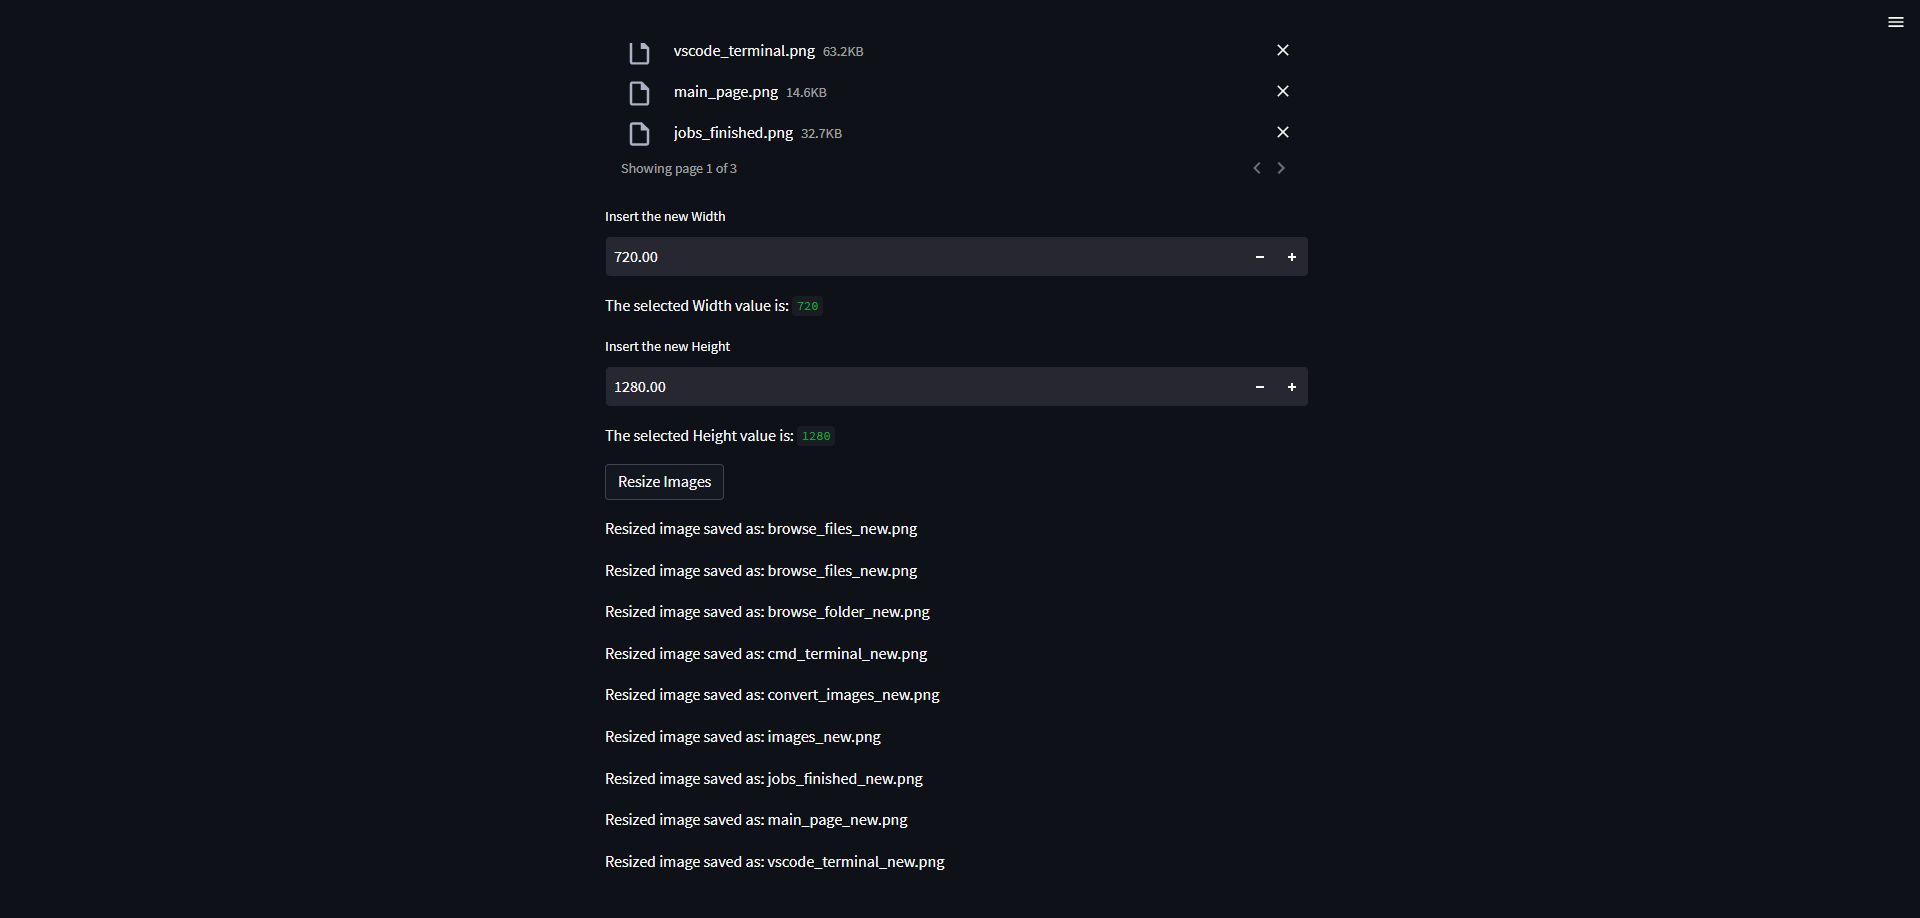 vscode_terminal.png 63.2KB
main_page.png 14.6KB
jobs_finished.png 32.7KB
Showing page 1 of 3
Insert the new Width
720.00
The selected Width value is: 720
Insert the new Height
1280.00
The selected Height value is: 1280
Resize Images
Resized image saved as: browse_files_new.png
Resized image saved as: browse_files_new.png
Resized image saved as: browse_folder_new.png
Resized image saved as: cmd_terminal_new.png
Resized image saved as: convert_images_new.png
Resized image saved as: images_new.png
Resized image saved as: jobs_finished_new.png
Resized image saved as: main_page_new.png
Resized image saved as: vscode_terminal_new.png